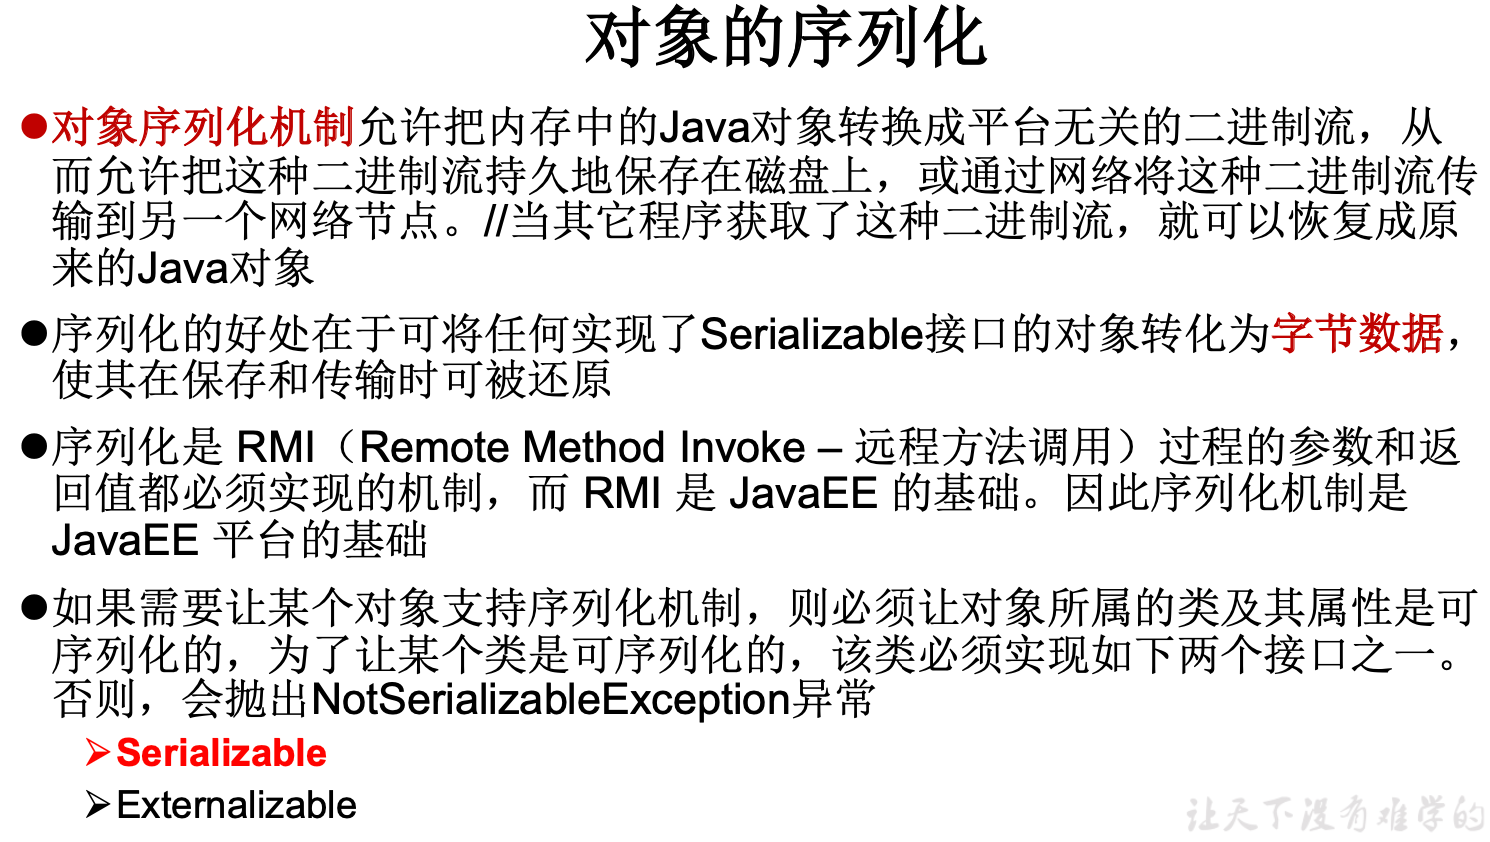 对象的序列化
●对象序列化机制允许把内存中的Java对象转换成平台无关的二进制流，从
而允许把这种二进制流持久地保存在磁盘上，或通过网络将这种二进制流传
输到另一个网络节点。//当其它程序获取了这种二进制流，就可以恢复成原
来的Java对象
●序列化的好处在于可将任何实现了Serializable接口的对象转化为字节数据，
使其在保存和传输时可被还原
●序列化是 RMI（Remote Method Invoke – 远程方法调用）过程的参数和返
回值都必须实现的机制，而 RMI 是 JavaEE 的基础。因此序列化机制是
JavaEE 平台的基础
●如果需要让某个对象支持序列化机制，则必须让对象所属的类及其属性是可
序列化的，为了让某个类是可序列化的，该类必须实现如下两个接口之一。
否则，会抛出NotSerializableException异常
➢Serializable
➢Externalizable
让天下没有难学的